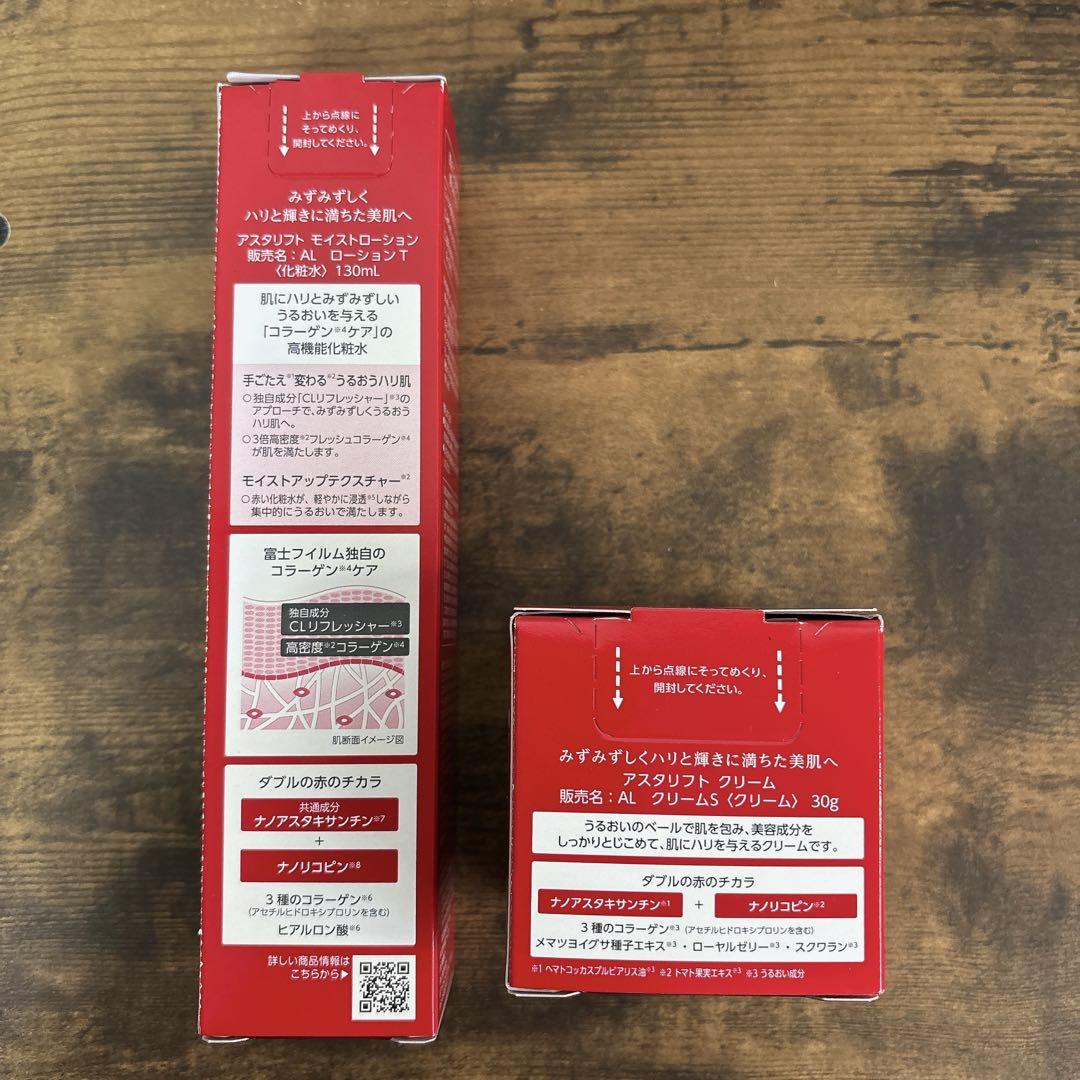 上から点線に
そってめくり、
開封してください。
みずみずしく
ハリと輝きに満ちた美肌へ
アスタリフト モイストローション
販売名：AL ローションT
〈化粧水〉130mL
肌にハリとみずみずしい
うるおいを与える
「コラーゲン※4ケア」の
高機能化粧水
手ごたえ※1変わる※2うるおうハリ肌
○独自成分「CLリフレッシャー」※3の
アプローチで、みずみずしくうるおう
ハリ肌へ。
○3倍高密度※2フレッシュコラーゲン※4
が肌を満たします。
モイストアップテクスチャー※2
○赤い化粧水が、軽やかに浸透※5しながら
集中的にうるおいで満たします。
富士フイルム独自の
コラーゲン※4ケア
独自成分
CLリフレッシャー※3
高密度※2コラーゲン※4
肌断面イメージ図
ダブルの赤のチカラ
共通成分
ナノアスタキサンチン※7
+
ナノリコピン※8
3種のコラーゲン※6
(アセチルヒドロキシプロリンを含む)
ヒアルロン酸※6
詳しい商品情報は
こちらから▶
上から点線にそってめくり、
開封してください。
みずみずしくハリと輝きに満ちた美肌へ
アスタリフト クリーム
販売名：AL クリームS〈クリーム〉 30g
うるおいのベールで肌を包み、美容成分を
しっかりとじこめて、肌にハリを与えるクリームです。
ダブルの赤のチカラ
ナノアスタキサンチン※1 + ナノリコピン※2
3種のコラーゲン※3 (アセチルヒドロキシプロリンを含む)
メマツヨイグサ種子エキス※3・ローヤルゼリー※3・スクワラン※3
※1 ヘマトコッカスプルビアリス油※3 ※2 トマト果実エキス※3 ※3 うるおい成分